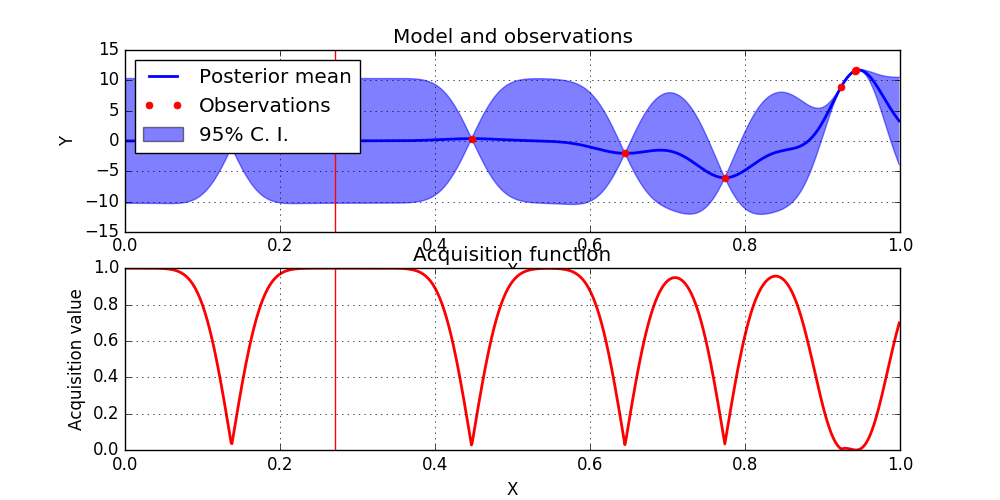 Model and observations
15
10
5
0
−5
−10
−15
Y
Posterior mean
Observations
95% C. I.
0.0 0.2 0.4 0.6 0.8 1.0
X
Acquisition function
1.0
0.8
0.6
0.4
0.2
0.0
Acquisition value
0.0 0.2 0.4 0.6 0.8 1.0
X